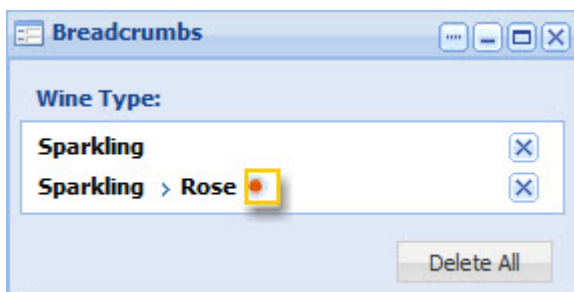 Breadcrumbs
Wine Type:
Sparkling
Sparkling > Rose
Delete All